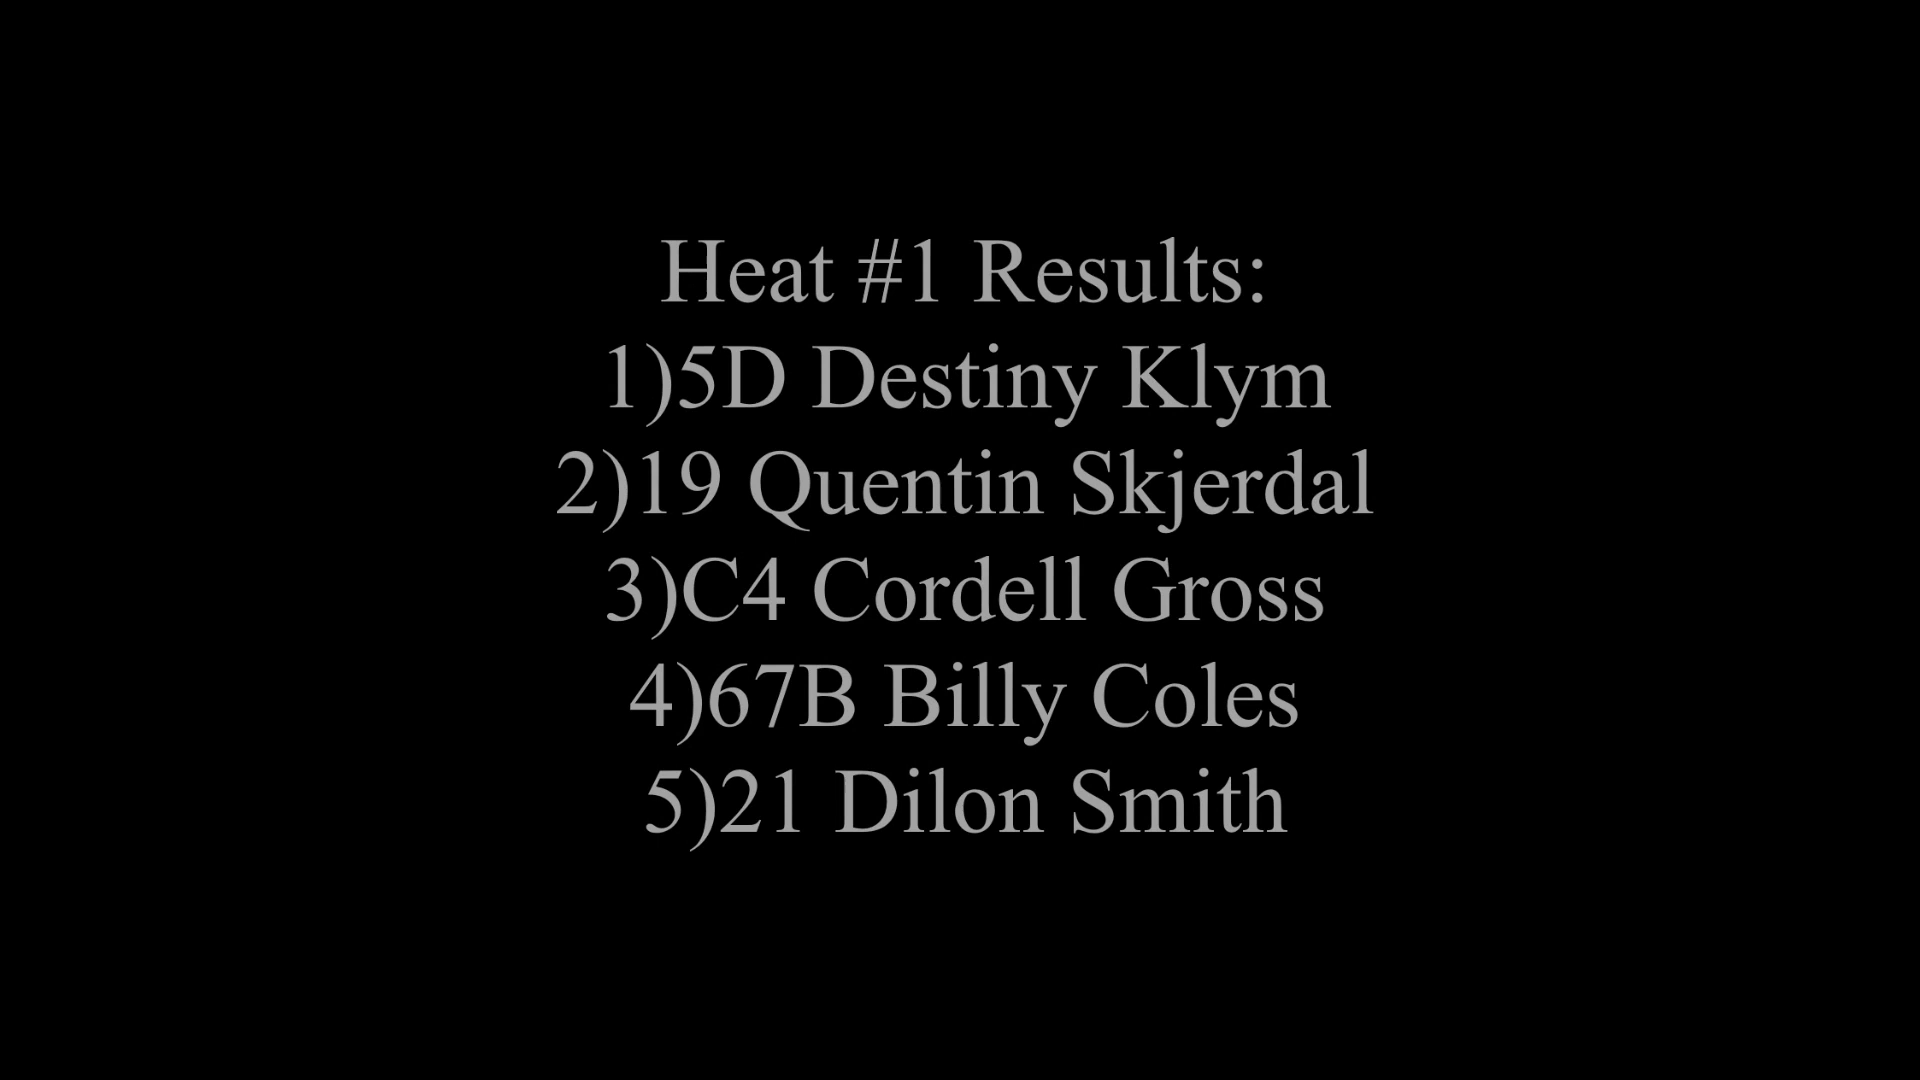 Heat #1 Results:
1)5D Destiny Klym
2)19 Quentin Skjerdal
3)C4 Cordell Gross
4)67B Billy Coles
5)21 Dilon Smith